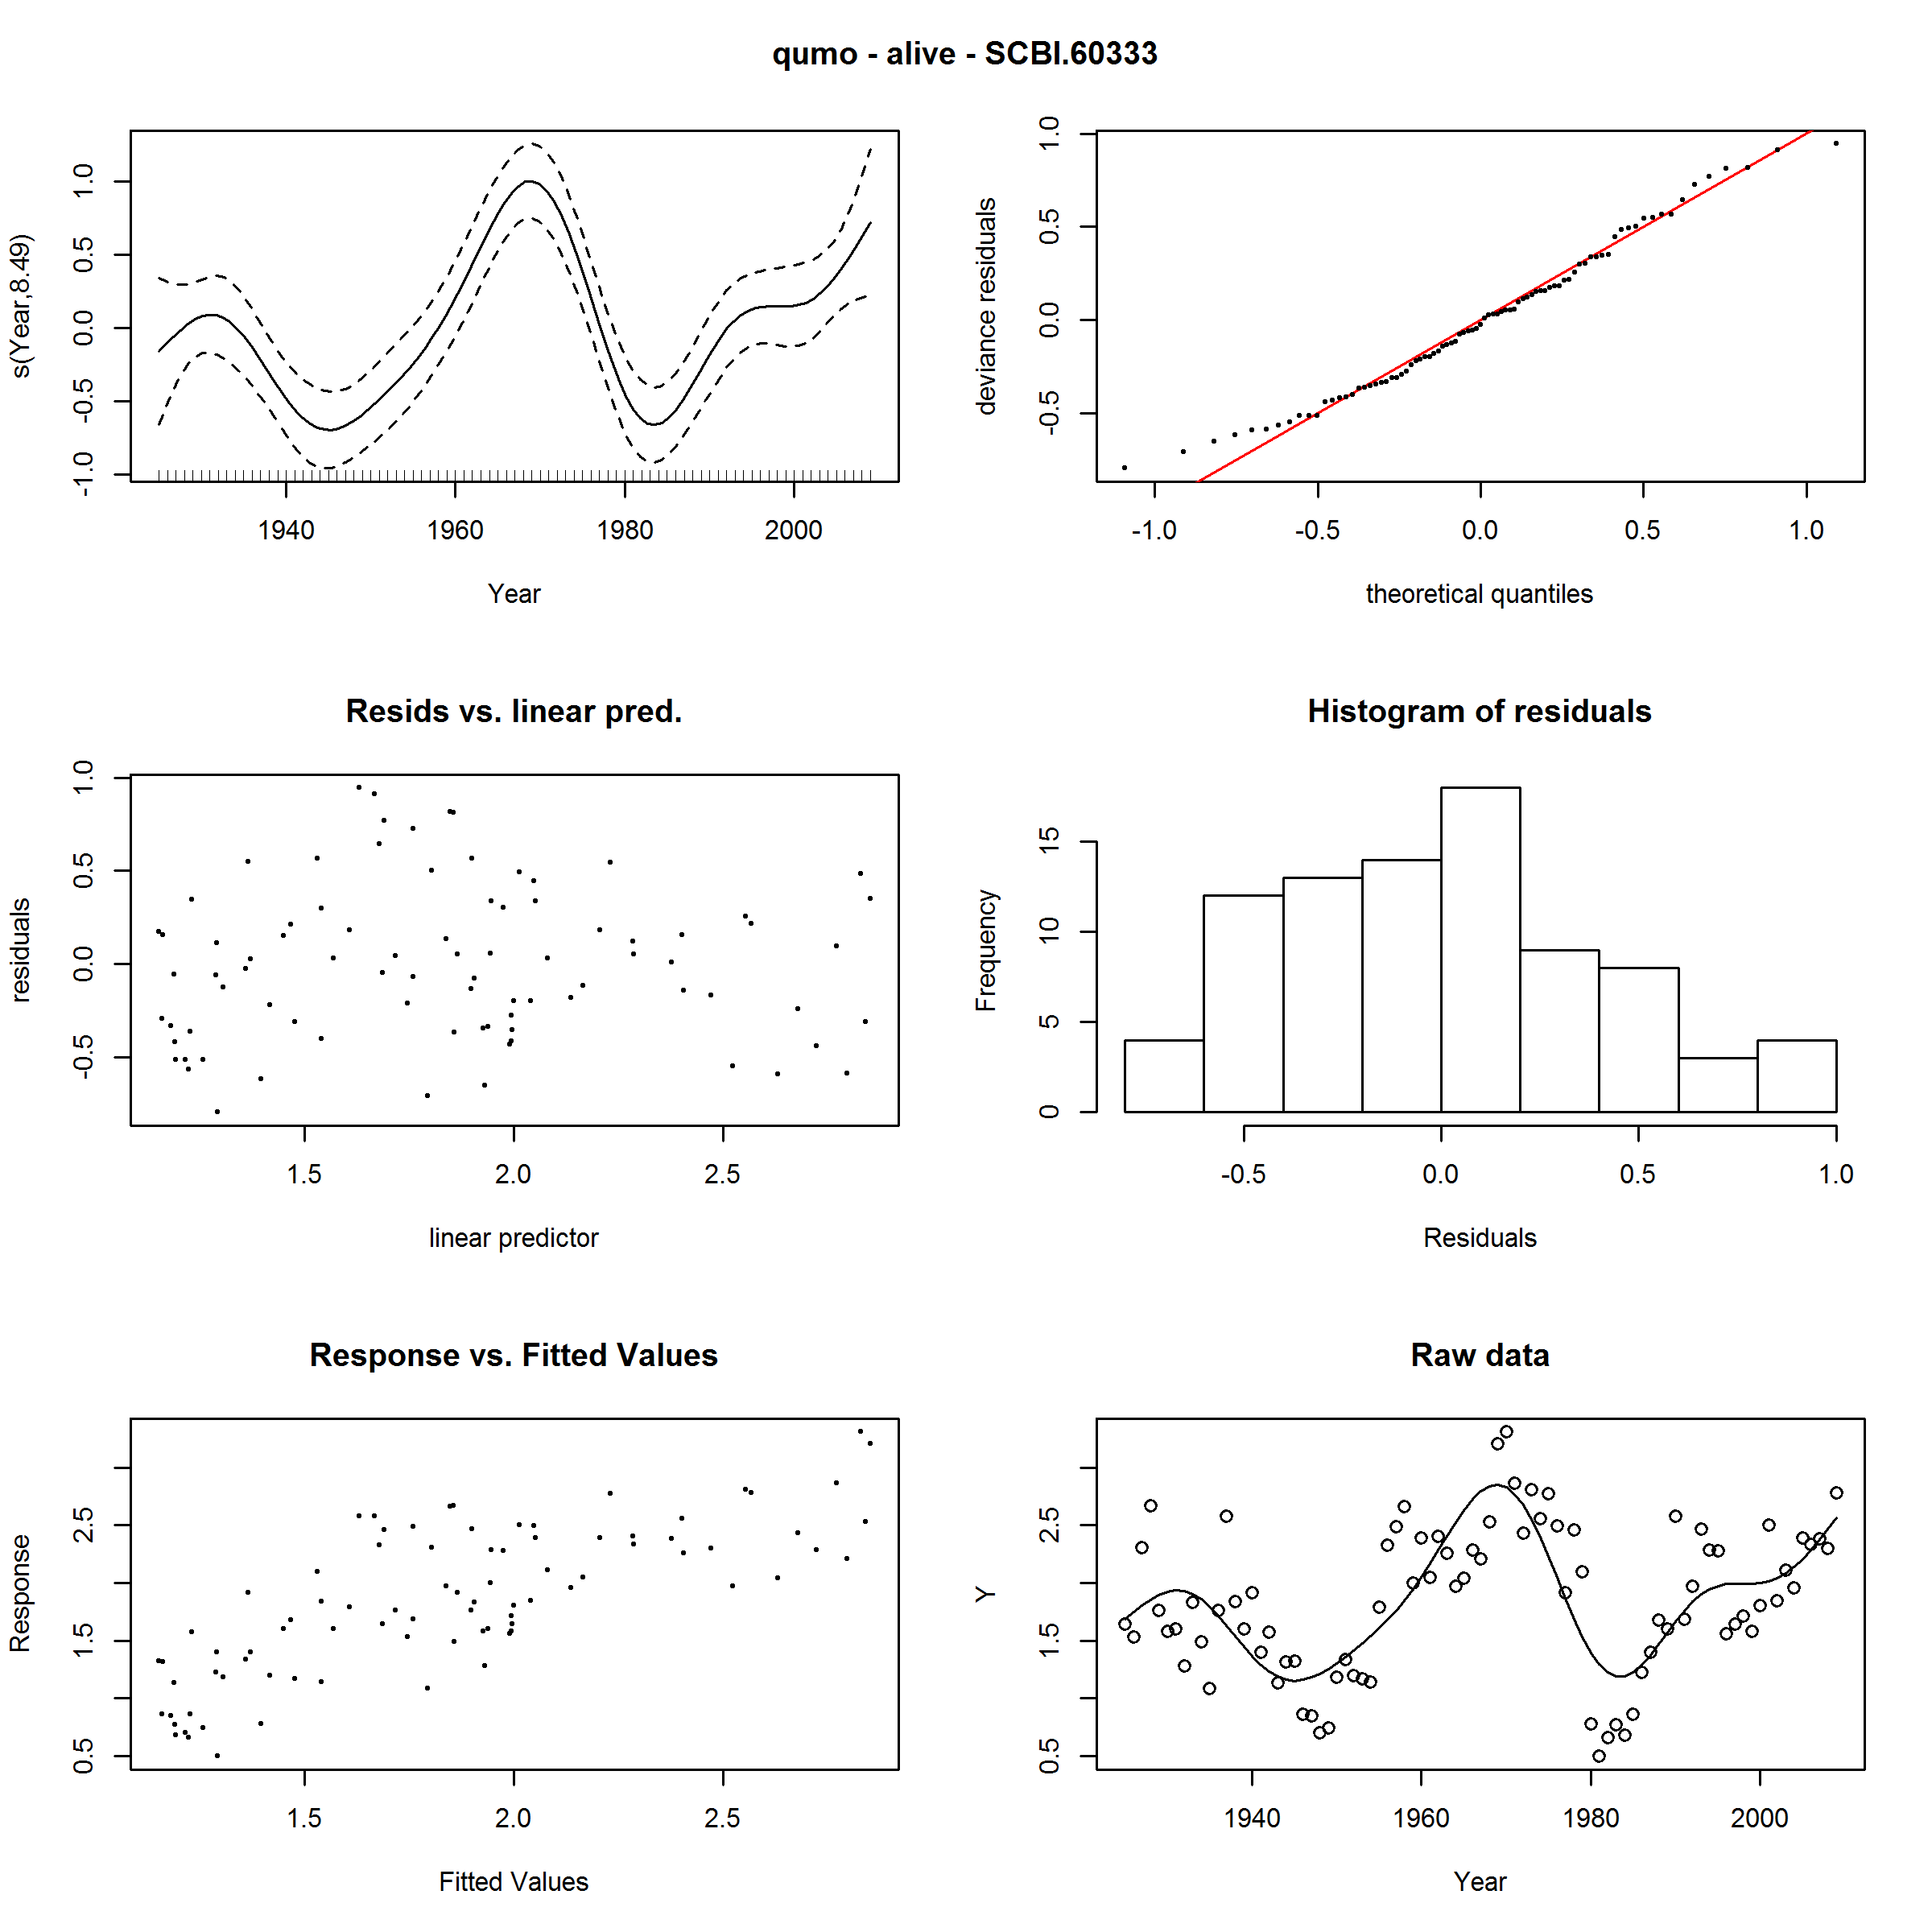 qumo - alive - SCBI.60333
s(Year,8.49)
-1.0 -0.5 0.0 0.5 1.0
1940 1960 1980 2000
Year
deviance residuals
-0.5 0.0 0.5 1.0
-1.0 -0.5 0.0 0.5 1.0
theoretical quantiles
Resids vs. linear pred.
residuals
-0.5 0.0 0.5 1.0
1.5 2.0 2.5
linear predictor
Histogram of residuals
Frequency
0 5 10 15
-0.5 0.0 0.5 1.0
Residuals
Response vs. Fitted Values
Response
0.5 1.5 2.5
1.5 2.0 2.5
Fitted Values
Raw data
Y
0.5 1.5 2.5
1940 1960 1980 2000
Year